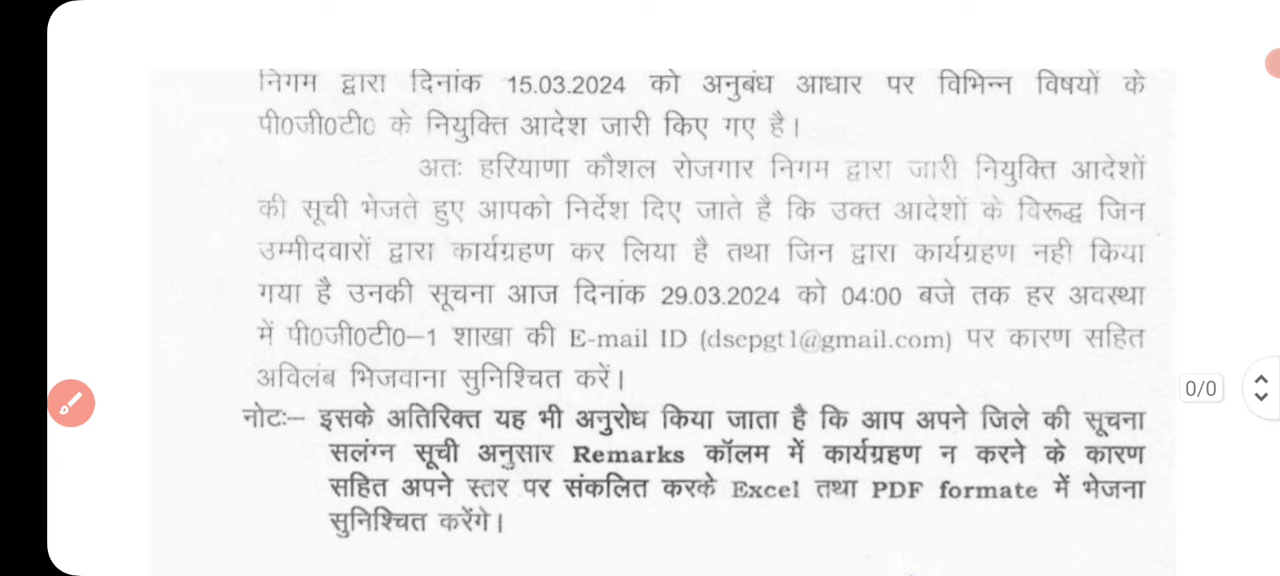 निगम द्वारा दिनांक 15.03.2024 को अनुबंध आधार पर विभिन्न विषयों के
पी0जी0टी0 के नियुक्ति आदेश जारी किए गए है।
अतः हरियाणा कौशल रोजगार निगम द्वारा जारी नियुक्ति आदेशों
की सूची भेजते हुए आपको निर्देश दिए जाते है कि उक्त आदेशों के विरूद्ध जिन
उम्मीदवारों द्वारा कार्यग्रहण कर लिया है तथा जिन द्वारा कार्यग्रहण नही किया
गया है उनकी सूचना आज दिनांक 29.03.2024 को 04:00 बजे तक हर अवस्था
में पी0जी0टी0–1 शाखा की E-mail ID (dsepgt1@gmail.com) पर कारण सहित
अविलंब भिजवाना सुनिश्चित करें।
नोटः– इसके अतिरिक्त यह भी अनुरोध किया जाता है कि आप अपने जिले की सूचना
सलंग्न सूची अनुसार Remarks कॉलम में कार्यग्रहण न करने के कारण
सहित अपने स्तर पर संकलित करके Excel तथा PDF formate में भेजना
सुनिश्चित करेंगे।
0/0